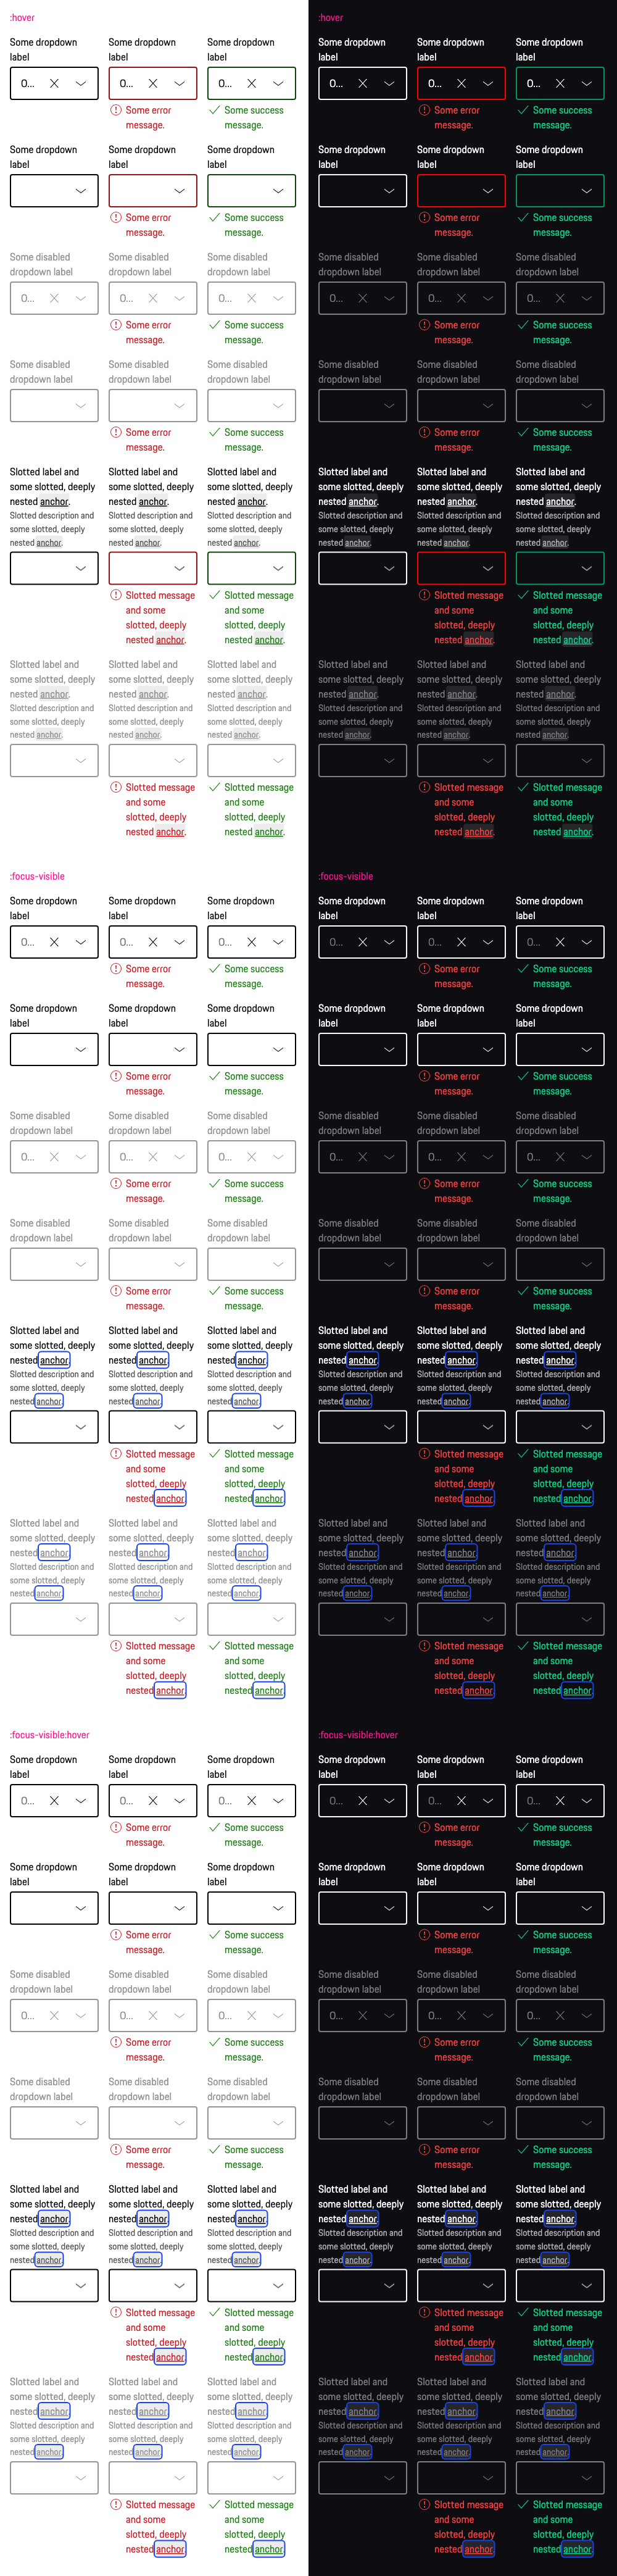 :hover :hover
Some dropdown Some dropdown Some dropdown Some dropdown Some dropdown Some dropdown
label label label label label label
O... O... O... O... O... O...
Some error Some success Some error Some success
message. message. message. message.
Some dropdown Some dropdown Some dropdown Some dropdown Some dropdown Some dropdown
label label label label label label
Some error Some success Some error Some success
message. message. message. message.
Some disabled Some disabled Some disabled Some disabled Some disabled Some disabled
dropdown label dropdown label dropdown label dropdown label dropdown label dropdown label
O... O... O... O... O... O...
Some error Some success Some error Some success
message. message. message. message.
Some disabled Some disabled Some disabled Some disabled Some disabled Some disabled
dropdown label dropdown label dropdown label dropdown label dropdown label dropdown label
Some error Some success Some error Some success
message. message. message. message.
Slotted label and Slotted label and Slotted label and Slotted label and Slotted label and Slotted label and
some slotted, deeply some slotted, deeply some slotted, deeply some slotted, deeply some slotted, deeply some slotted, deeply
nested anchor. nested anchor. nested anchor. nested anchor. nested anchor. nested anchor.
Slotted description and Slotted description and Slotted description and Slotted description and Slotted description and Slotted description and
some slotted, deeply some slotted, deeply some slotted, deeply some slotted, deeply some slotted, deeply some slotted, deeply
nested anchor. nested anchor. nested anchor. nested anchor. nested anchor. nested anchor.
Slotted message Slotted message Slotted message Slotted message
and some and some and some and some
slotted, deeply slotted, deeply slotted, deeply slotted, deeply
nested anchor. nested anchor. nested anchor. nested anchor.
Slotted label and Slotted label and Slotted label and Slotted label and Slotted label and Slotted label and
some slotted, deeply some slotted, deeply some slotted, deeply some slotted, deeply some slotted, deeply some slotted, deeply
nested anchor. nested anchor. nested anchor. nested anchor. nested anchor. nested anchor.
Slotted description and Slotted description and Slotted description and Slotted description and Slotted description and Slotted description and
some slotted, deeply some slotted, deeply some slotted, deeply some slotted, deeply some slotted, deeply some slotted, deeply
nested anchor. nested anchor. nested anchor. nested anchor. nested anchor. nested anchor.
Slotted message Slotted message Slotted message Slotted message
and some and some and some and some
slotted, deeply slotted, deeply slotted, deeply slotted, deeply
nested anchor. nested anchor. nested anchor. nested anchor.
:focus-visible :focus-visible
Some dropdown Some dropdown Some dropdown Some dropdown Some dropdown Some dropdown
label label label label label label
O... O... O... O... O... O...
Some error Some success Some error Some success
message. message. message. message.
Some dropdown Some dropdown Some dropdown Some dropdown Some dropdown Some dropdown
label label label label label label
Some error Some success Some error Some success
message. message. message. message.
Some disabled Some disabled Some disabled Some disabled Some disabled Some disabled
dropdown label dropdown label dropdown label dropdown label dropdown label dropdown label
O... O... O... O... O... O...
Some error Some success Some error Some success
message. message. message. message.
Some disabled Some disabled Some disabled Some disabled Some disabled Some disabled
dropdown label dropdown label dropdown label dropdown label dropdown label dropdown label
Some error Some success Some error Some success
message. message. message. message.
Slotted label and Slotted label and Slotted label and Slotted label and Slotted label and Slotted label and
some slotted, deeply some slotted, deeply some slotted, deeply some slotted, deeply some slotted, deeply some slotted, deeply
nested anchor. nested anchor. nested anchor. nested anchor. nested anchor. nested anchor.
Slotted description and Slotted description and Slotted description and Slotted description and Slotted description and Slotted description and
some slotted, deeply some slotted, deeply some slotted, deeply some slotted, deeply some slotted, deeply some slotted, deeply
nested anchor. nested anchor. nested anchor. nested anchor. nested anchor. nested anchor.
Slotted message Slotted message Slotted message Slotted message
and some and some and some and some
slotted, deeply slotted, deeply slotted, deeply slotted, deeply
nested anchor. nested anchor. nested anchor. nested anchor.
Slotted label and Slotted label and Slotted label and Slotted label and Slotted label and Slotted label and
some slotted, deeply some slotted, deeply some slotted, deeply some slotted, deeply some slotted, deeply some slotted, deeply
nested anchor. nested anchor. nested anchor. nested anchor. nested anchor. nested anchor.
Slotted description and Slotted description and Slotted description and Slotted description and Slotted description and Slotted description and
some slotted, deeply some slotted, deeply some slotted, deeply some slotted, deeply some slotted, deeply some slotted, deeply
nested anchor. nested anchor. nested anchor. nested anchor. nested anchor. nested anchor.
Slotted message Slotted message Slotted message Slotted message
and some and some and some and some
slotted, deeply slotted, deeply slotted, deeply slotted, deeply
nested anchor. nested anchor. nested anchor. nested anchor.
:focus-visible:hover :focus-visible:hover
Some dropdown Some dropdown Some dropdown Some dropdown Some dropdown Some dropdown
label label label label label label
O... O... O... O... O... O...
Some error Some success Some error Some success
message. message. message. message.
Some dropdown Some dropdown Some dropdown Some dropdown Some dropdown Some dropdown
label label label label label label
Some error Some success Some error Some success
message. message. message. message.
Some disabled Some disabled Some disabled Some disabled Some disabled Some disabled
dropdown label dropdown label dropdown label dropdown label dropdown label dropdown label
O... O... O... O... O... O...
Some error Some success Some error Some success
message. message. message. message.
Some disabled Some disabled Some disabled Some disabled Some disabled Some disabled
dropdown label dropdown label dropdown label dropdown label dropdown label dropdown label
Some error Some success Some error Some success
message. message. message. message.
Slotted label and Slotted label and Slotted label and Slotted label and Slotted label and Slotted label and
some slotted, deeply some slotted, deeply some slotted, deeply some slotted, deeply some slotted, deeply some slotted, deeply
nested anchor. nested anchor. nested anchor. nested anchor. nested anchor. nested anchor.
Slotted description and Slotted description and Slotted description and Slotted description and Slotted description and Slotted description and
some slotted, deeply some slotted, deeply some slotted, deeply some slotted, deeply some slotted, deeply some slotted, deeply
nested anchor. nested anchor. nested anchor. nested anchor. nested anchor. nested anchor.
Slotted message Slotted message Slotted message Slotted message
and some and some and some and some
slotted, deeply slotted, deeply slotted, deeply slotted, deeply
nested anchor. nested anchor. nested anchor. nested anchor.
Slotted label and Slotted label and Slotted label and Slotted label and Slotted label and Slotted label and
some slotted, deeply some slotted, deeply some slotted, deeply some slotted, deeply some slotted, deeply some slotted, deeply
nested anchor. nested anchor. nested anchor. nested anchor. nested anchor. nested anchor.
Slotted description and Slotted description and Slotted description and Slotted description and Slotted description and Slotted description and
some slotted, deeply some slotted, deeply some slotted, deeply some slotted, deeply some slotted, deeply some slotted, deeply
nested anchor. nested anchor. nested anchor. nested anchor. nested anchor. nested anchor.
Slotted message Slotted message Slotted message Slotted message
and some and some and some and some
slotted, deeply slotted, deeply slotted, deeply slotted, deeply
nested anchor. nested anchor. nested anchor. nested anchor.